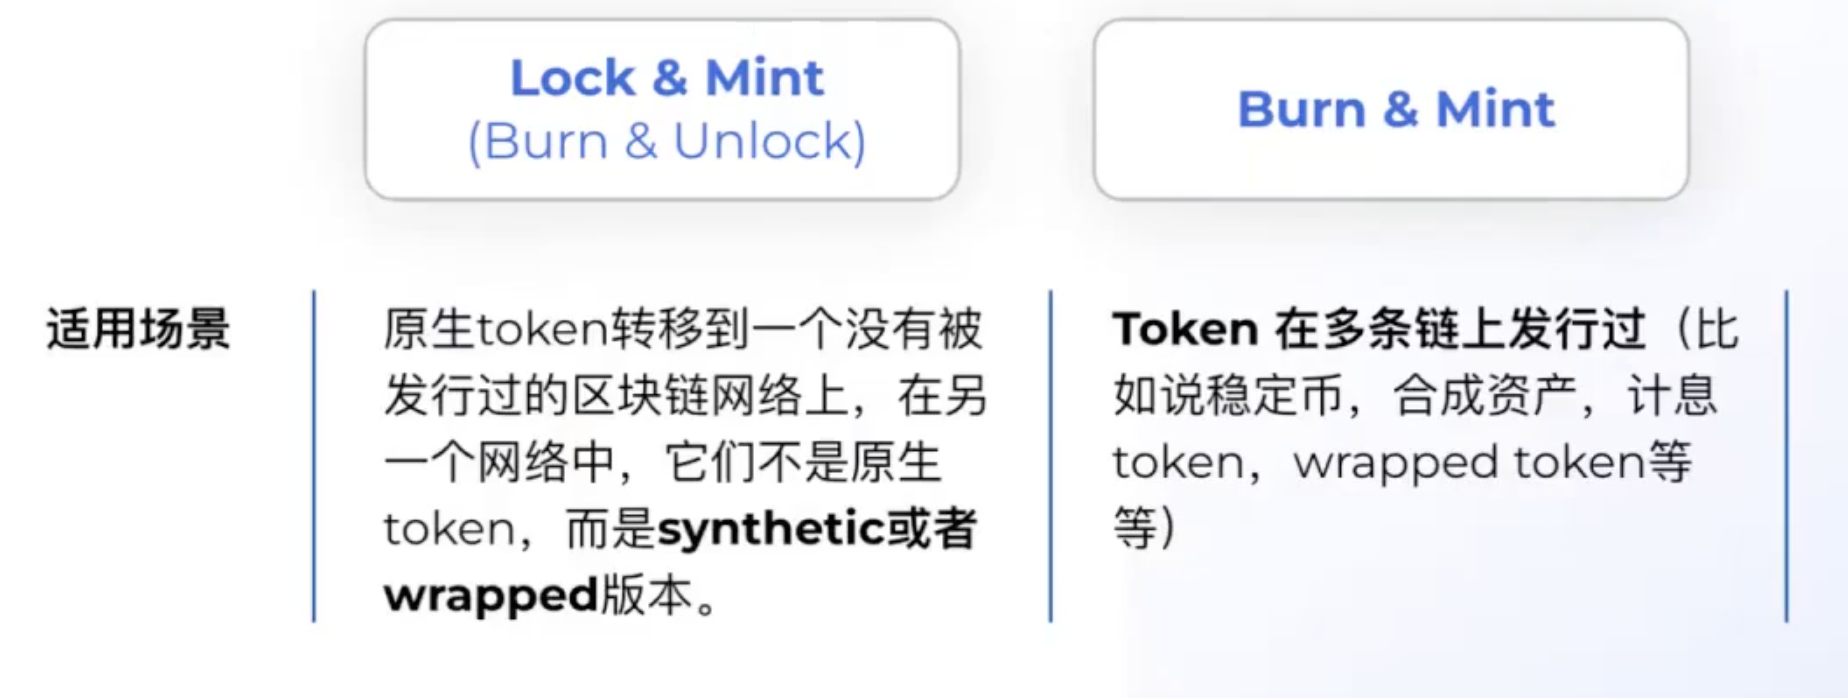 Lock & Mint
(Burn & Unlock)
Burn & Mint
适用场景
原生token转移到一个没有被
发行过的区块链网络上，在另
一个网络中，它们不是原生
token，而是synthetic或者
wrapped版本。
Token 在多条链上发行过（比
如说稳定币，合成资产，计息
token，wrapped token等
等）